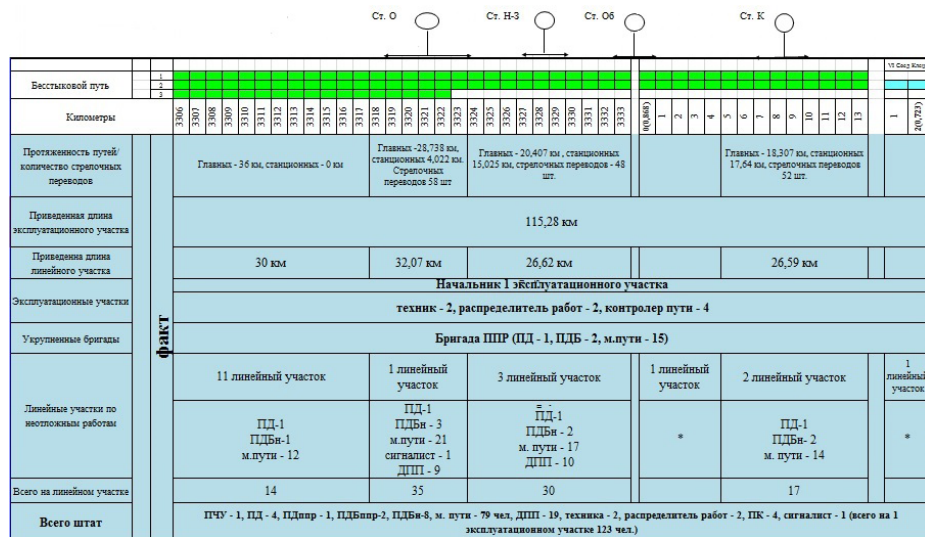 Ст. О
Ст. Н-3
Ст. Об
Ст. К
VI Соед
Бесстыковой путь
1
2
3
Километры
3306 3307 3308 3309 3310 3311 3312 3313 3314 3315 3316 3317 3318 3319 3320 3321 3322 3323 3324 3325 3326 3327 3328 3329 3330 3331 3332 3333 0(0,868) 1 2 3 4 5 6 7 8 9 10 11 12 13 1 2(0,723)
Протяженность путей/
количество стрелочных
переводов
Главных - 36 км, станционных - 0 км
Главных -28,738 км,
станционных 4,022 км.
Стрелочных
переводов 58 шт
Главных - 20,407 км , станционных
15,025 км, стрелочных переводов - 48
шт.
Главных - 18,307 км, станционных
17,64 км, стрелочных переводов
52 шт.
Приведенная длина
эксплуатационного участка
115,28 км
Приведенна длина
линейного участка
30 км
32,07 км
26,62 км
26,59 км
факт
Эксплуатационные участки
Начальник 1 эксплуатационного участка
техник - 2, распределитель работ - 2, контролер пути - 4
Укрупненные бригады
Бригада ППР (ПД - 1, ПДБ - 2, м.пути - 15)
Линейные участки по
неотложным работам
11 линейный участок
1 линейный
участок
3 линейный участок
1 линейный
участок
2 линейный участок
1
линейный
участок
ПД-1
ПДБн-1
м.пути - 12
ПД-1
ПДБн - 3
м.пути - 21
сигналист - 1
ДПП - 9
ПД-1
ПДБн - 2
м. пути - 17
ДПП - 10
*
ПД-1
ПДБн- 2
м. пути - 14
*
Всего на линейном участке
14
35
30
17
Всего штат
ПЧУ - 1, ПД - 4, ПДппр - 1, ПДБппр-2, ПДБн-8, м. пути - 79 чел, ДПП - 19, техника - 2, распределитель работ - 2, ПК - 4, сигналист - 1 (всего на 1
эксплуатационном участке 123 чел.)